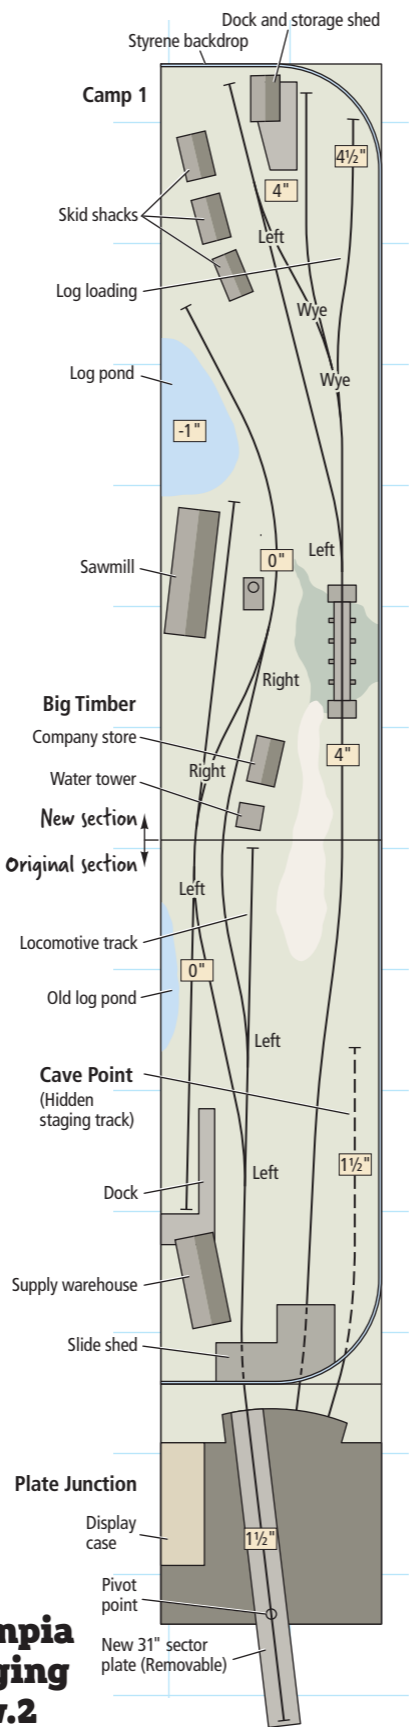 Dock and storage shed
Styrene backdrop
Camp 1
4½"
4"
Skid shacks
Left
Log loading
Wye
Log pond
Wye
-1"
Left
0"
Sawmill
Right
Big Timber
Company store
4"
Right
Water tower
New section
Original section
Left
Locomotive track
0"
Old log pond
Left
Cave Point
(Hidden
staging track)
1½"
Left
Dock
Supply warehouse
Slide shed
Plate Junction
Display
case
1½"
Pivot
point
New 31" sector
plate (Removable)